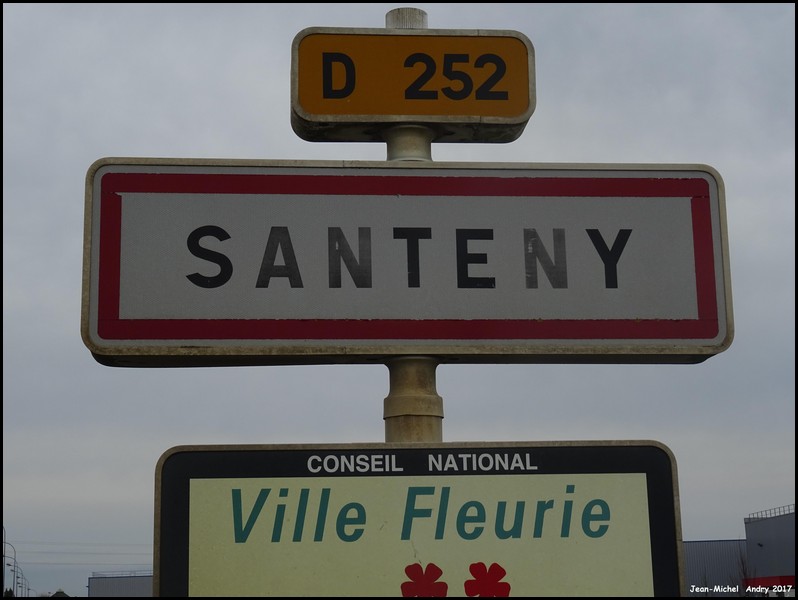 D 252
SANTENY
CONSEIL NATIONAL
Ville Fleurie
Jean-Michel Andry 2017